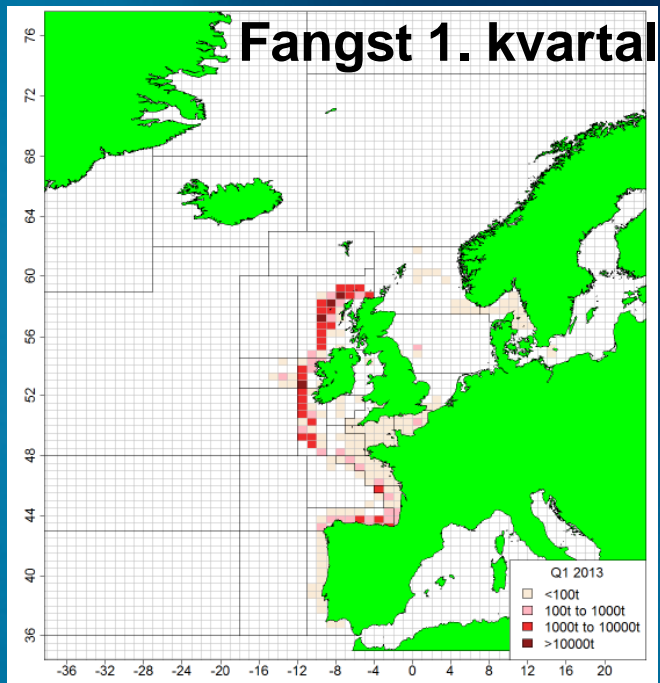 Fangst 1. kvartal
76
72
68
64
60
56
52
48
44
40
36
Q1 2013
<100t
100t to 1000t
1000t to 10000t
>10000t
-36 -32 -28 -24 -20 -16 -12 -8 -4 0 4 8 12 16 20